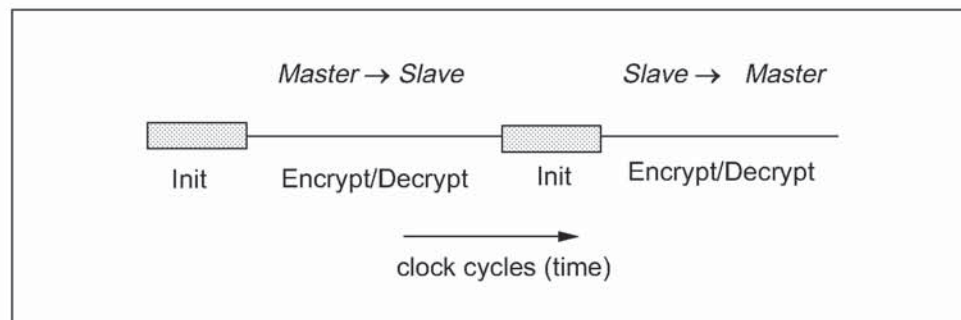 Master → Slave Slave → Master
Init Encrypt/Decrypt Init Encrypt/Decrypt
clock cycles (time)